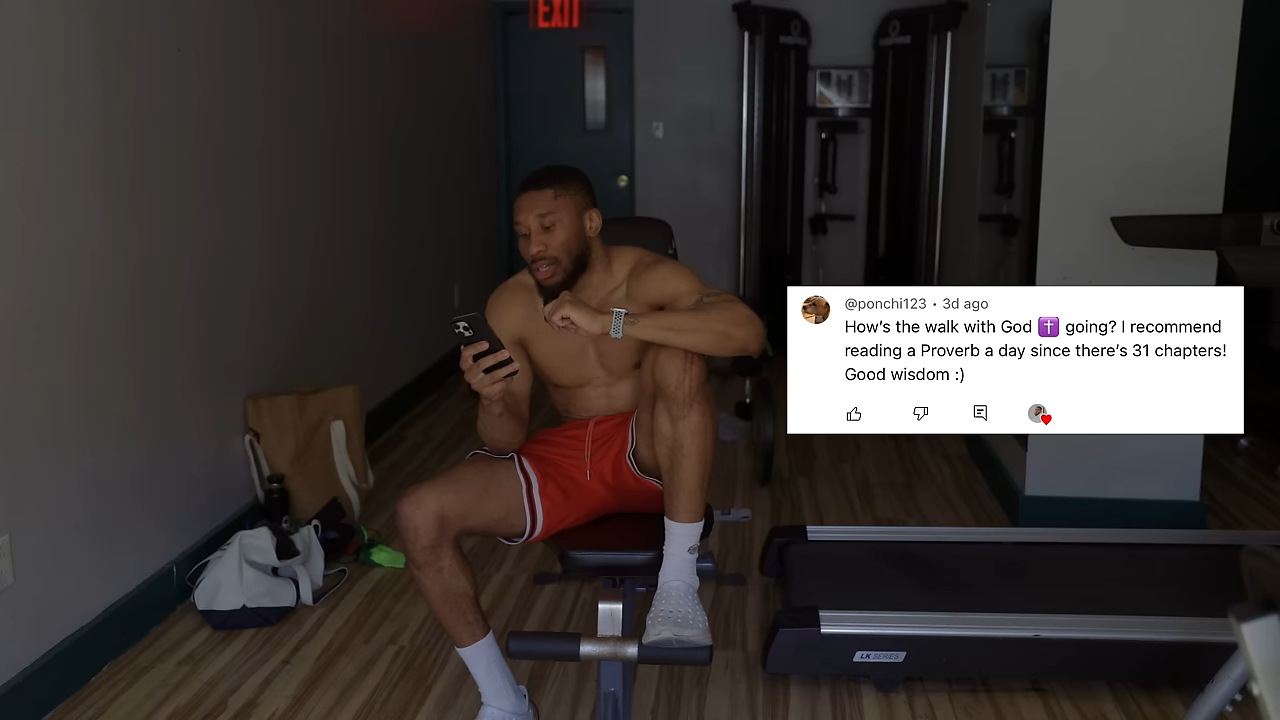 EXIT
@ponchi123 • 3d ago
How's the walk with God ✝️ going? I recommend
reading a Proverb a day since there's 31 chapters!
Good wisdom :)
LK SERIES